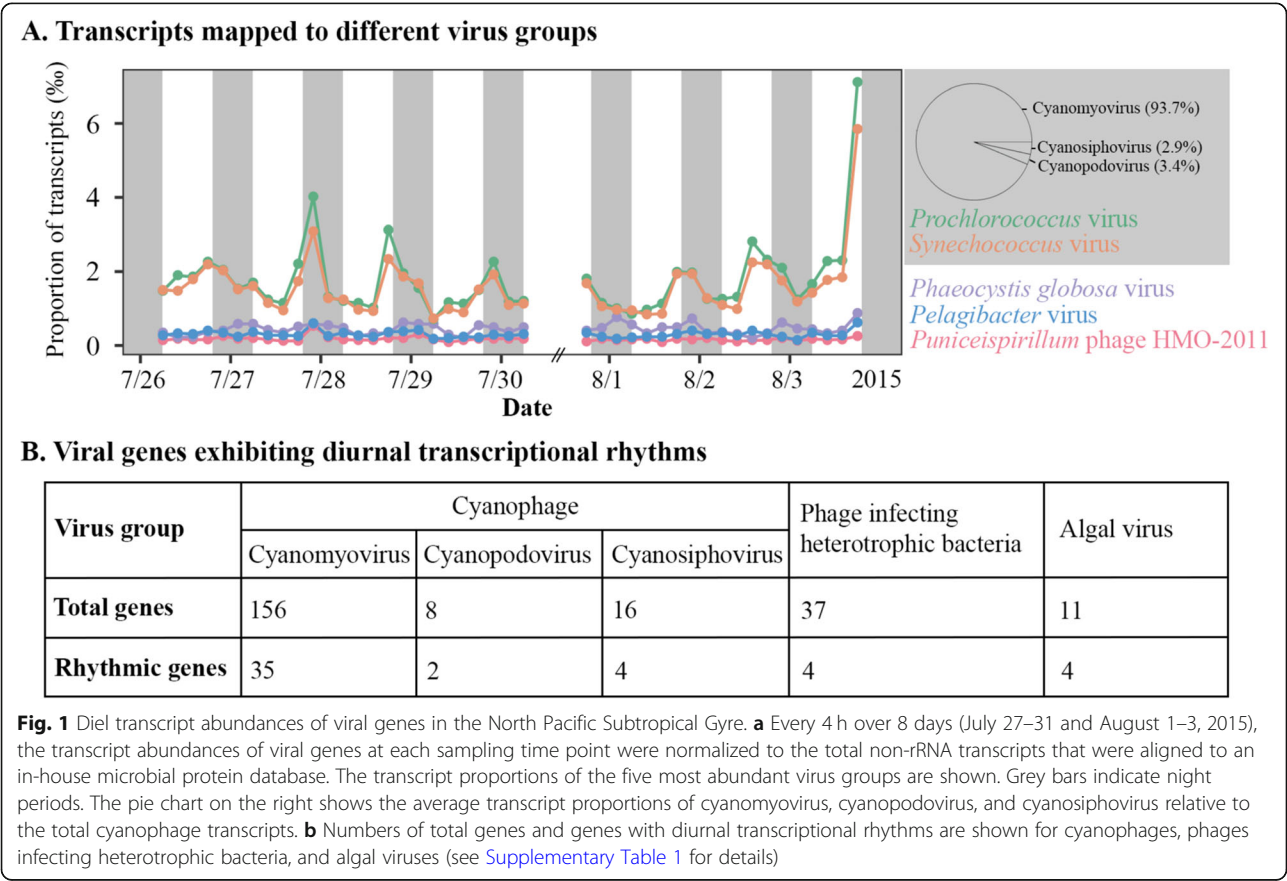 A. Transcripts mapped to different virus groups
Proportion of transcripts (‰)
6
4
2
0
7/26 7/27 7/28 7/29 7/30 // 8/1 8/2 8/3 2015
Date
Cyanomyovirus (93.7%)
Cyanosiphovirus (2.9%)
Cyanopodovirus (3.4%)
Prochlorococcus virus
Synechococcus virus
Phaeocystis globosa virus
Pelagibacter virus
Puniceispirillum phage HMO-2011
B. Viral genes exhibiting diurnal transcriptional rhythms
Virus group
Cyanophage
Phage infecting
heterotrophic bacteria
Algal virus
Cyanomyovirus Cyanopodovirus Cyanosiphovirus
Total genes 156 8 16 37 11
Rhythmic genes 35 2 4 4 4
Fig. 1 Diel transcript abundances of viral genes in the North Pacific Subtropical Gyre. a Every 4 h over 8 days (July 27–31 and August 1–3, 2015),
the transcript abundances of viral genes at each sampling time point were normalized to the total non-rRNA transcripts that were aligned to an
in-house microbial protein database. The transcript proportions of the five most abundant virus groups are shown. Grey bars indicate night
periods. The pie chart on the right shows the average transcript proportions of cyanomyovirus, cyanopodovirus, and cyanosiphovirus relative to
the total cyanophage transcripts. b Numbers of total genes and genes with diurnal transcriptional rhythms are shown for cyanophages, phages
infecting heterotrophic bacteria, and algal viruses (see Supplementary Table 1 for details)